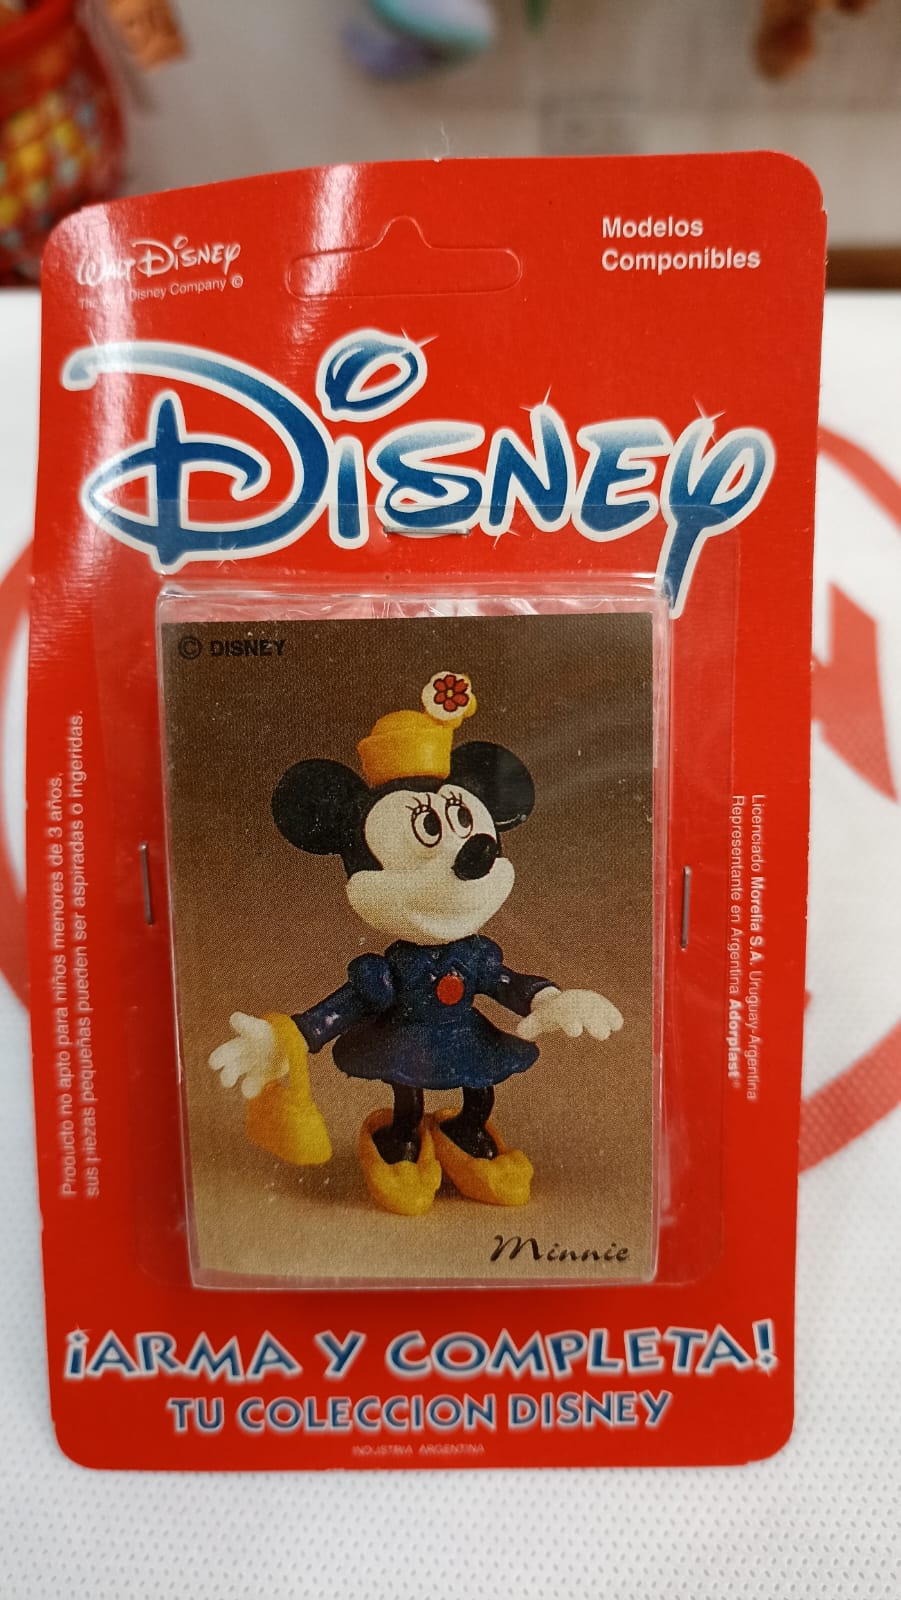 Walt Disney
The Walt Disney Company ©
Modelos
Componibles
Disney
© DISNEY
Producto no apto para niños menores de 3 años,
sus piezas pequeñas pueden ser aspiradas o ingeridas.
Licenciado Morelia S.A. Uruguay-Argentina
Representante en Argentina Adorplast
Minnie
¡ARMA Y COMPLETA!
TU COLECCION DISNEY
INDUSTRIA ARGENTINA